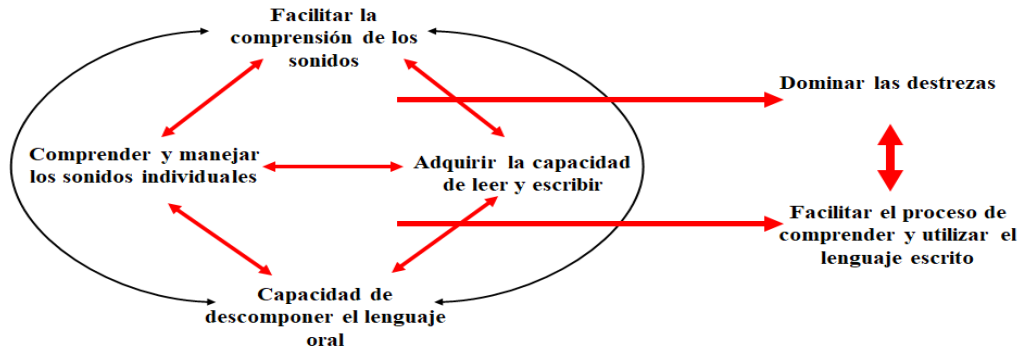 Facilitar la
comprensión de los
sonidos
Dominar las destrezas
Comprender y manejar
los sonidos individuales
Adquirir la capacidad
de leer y escribir
Facilitar el proceso de
comprender y utilizar el
lenguaje escrito
Capacidad de
descomponer el lenguaje
oral